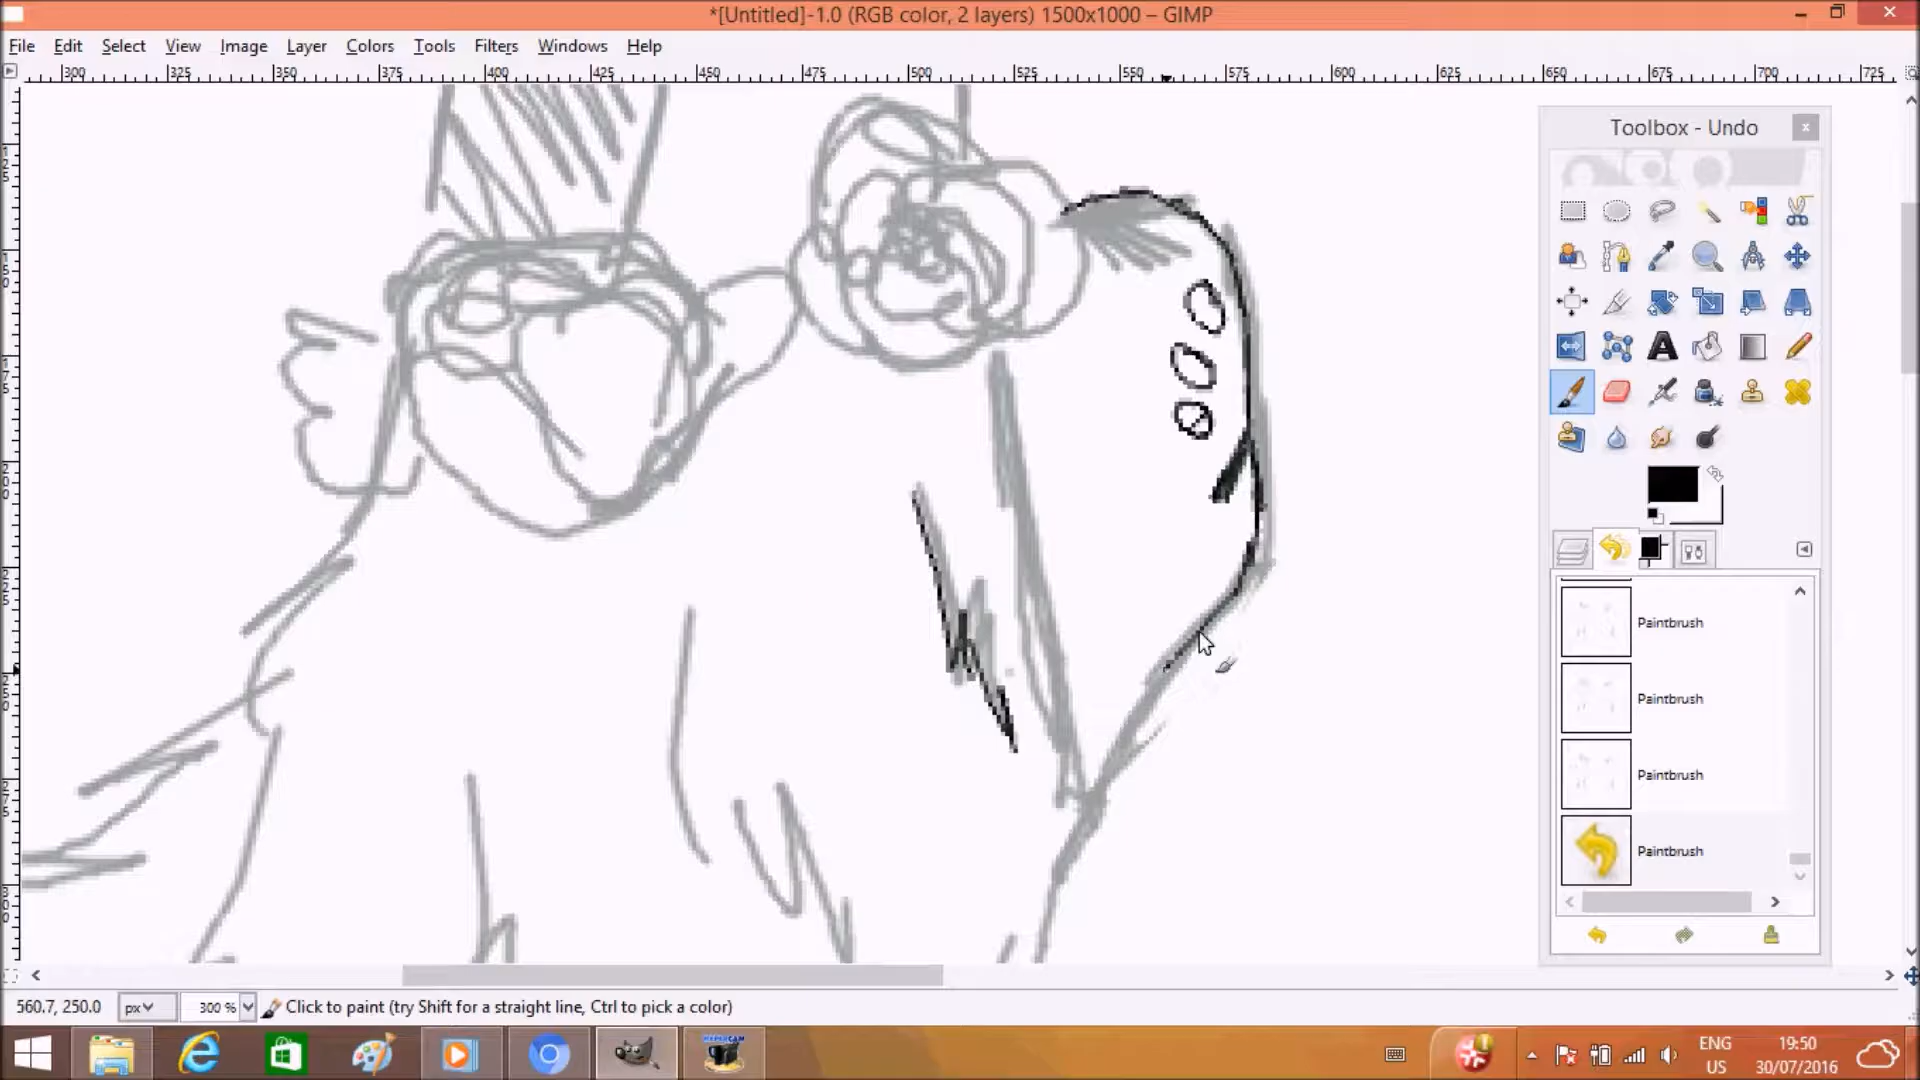 *[Untitled]-1.0 (RGB color, 2 layers) 1500x1000 – GIMP
File Edit Select View Image Layer Colors Tools Filters Windows Help
300 325 350 375 400 425 450 475 500 525 550 575 600 625 650 675 700 725
Toolbox - Undo
Paintbrush
Paintbrush
Paintbrush
Paintbrush
560.7, 250.0 px 300 % Click to paint (try Shift for a straight line, Ctrl to pick a color)
HYPERCAM
ENG 19:50
US 30/07/2016